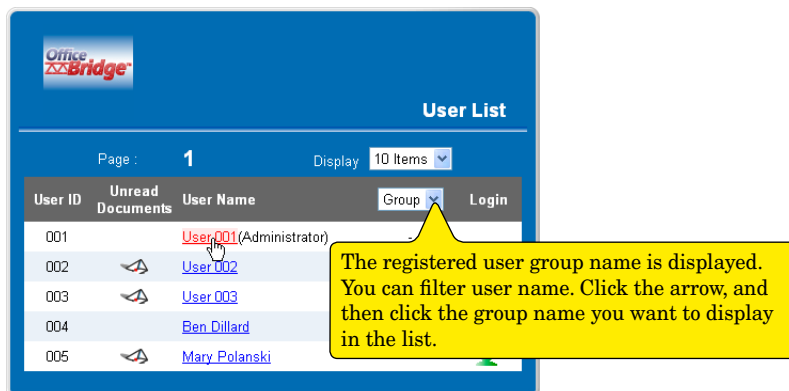 Office
Bridge
User List
Page : 1 Display 10 Items
User ID Unread Documents User Name Group Login
001 User 001(Administrator) -
002 User 002
003 User 003
004 Ben Dillard
005 Mary Polanski
The registered user group name is displayed.
You can filter user name. Click the arrow, and
then click the group name you want to display
in the list.